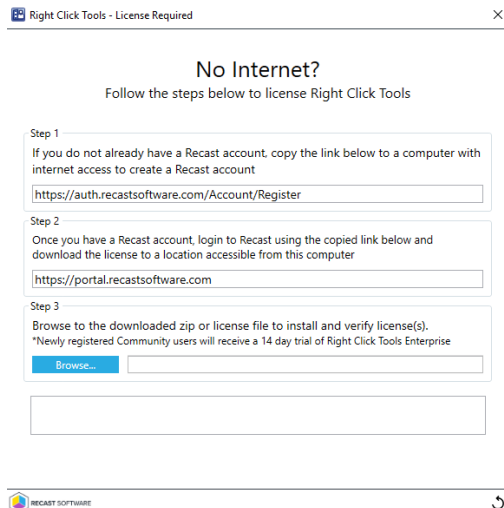 Right Click Tools - License Required
No Internet?
Follow the steps below to license Right Click Tools
Step 1
If you do not already have a Recast account, copy the link below to a computer with
internet access to create a Recast account
https://auth.recastsoftware.com/Account/Register
Step 2
Once you have a Recast account, login to Recast using the copied link below and
download the license to a location accessible from this computer
https://portal.recastsoftware.com
Step 3
Browse to the downloaded zip or license file to install and verify license(s).
*Newly registered Community users will receive a 14 day trial of Right Click Tools Enterprise
Browse...
RECAST SOFTWARE